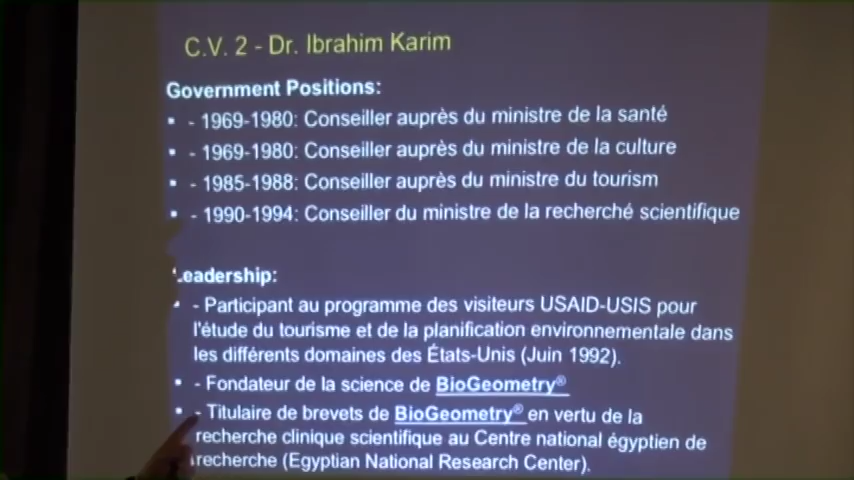 C.V. 2 - Dr. Ibrahim Karim
Government Positions:
▪ - 1969-1980: Conseiller auprès du ministre de la santé
▪ - 1969-1980: Conseiller auprès du ministre de la culture
▪ - 1985-1988: Conseiller auprès du ministre du tourism
▪ - 1990-1994: Conseiller du ministre de la recherché scientifique
Leadership:
▪ - Participant au programme des visiteurs USAID-USIS pour
l'étude du tourisme et de la planification environnementale dans
les différents domaines des États-Unis (Juin 1992).
▪ - Fondateur de la science de BioGeometry®
▪ - Titulaire de brevets de BioGeometry® en vertu de la
recherche clinique scientifique au Centre national égyptien de
recherche (Egyptian National Research Center).